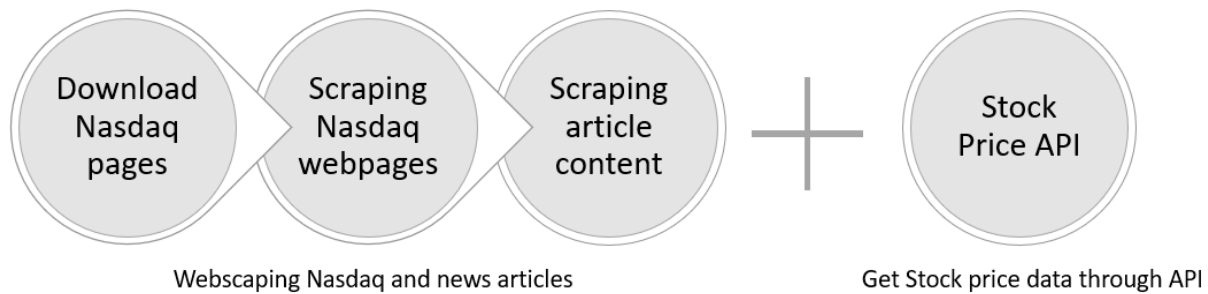 Download
Nasdaq
pages
Scraping
Nasdaq
webpages
Scraping
article
content
Stock
Price API
Webscaping Nasdaq and news articles
Get Stock price data through API